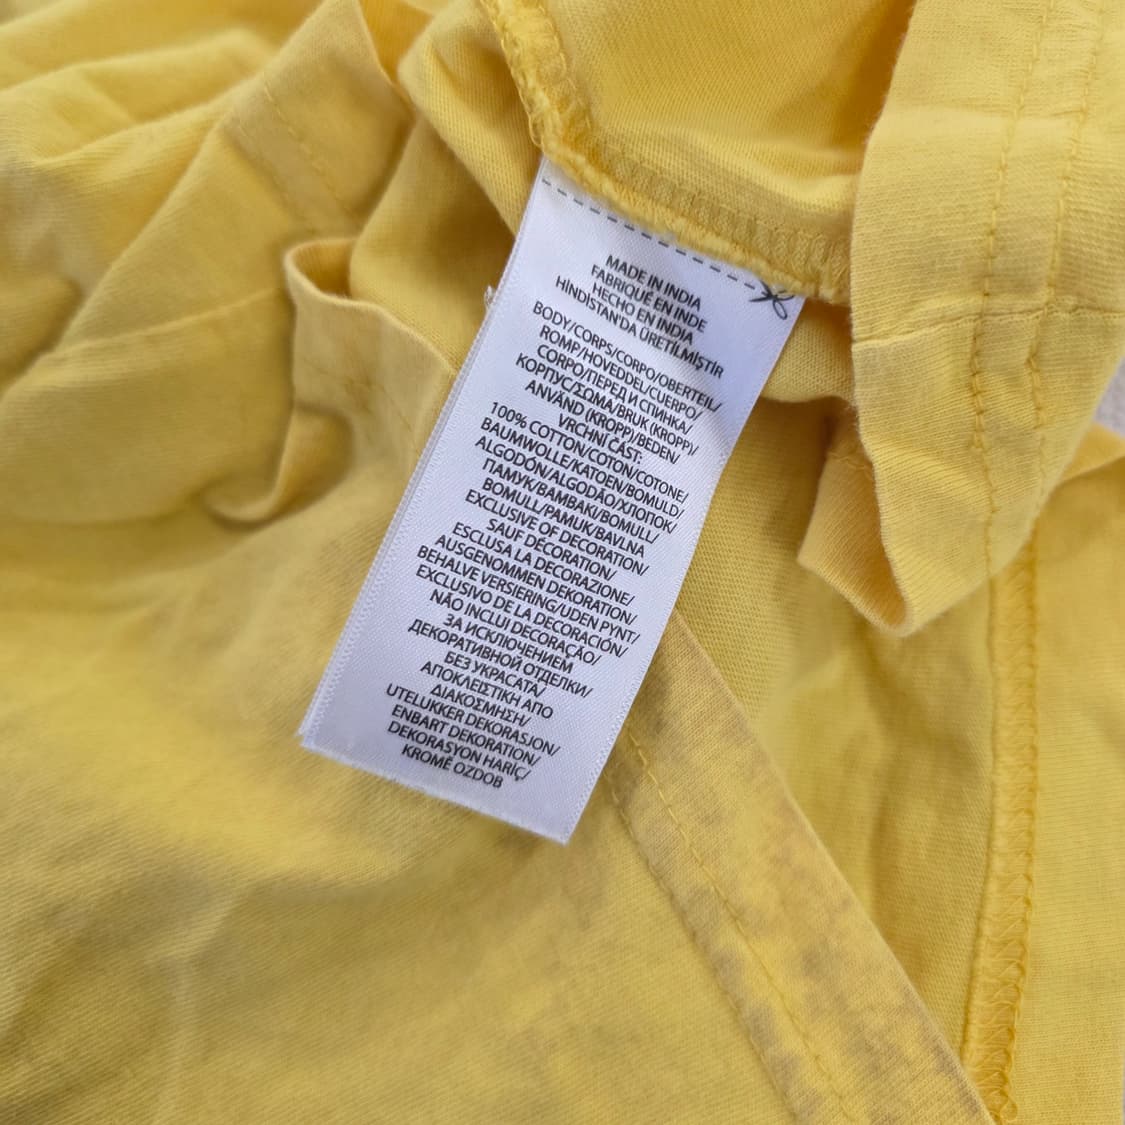 MADE IN INDIA
FABRIQUÉ EN INDE
HECHO EN INDIA
HİNDİSTAN'DA ÜRETİLMİŞTİR
BODY/CORPS/CORPO/OBERTEIL/
ROMP/HOVEDDEL/CUERPO/
CORPO/ПЕРЕД И СПИНКА/
КОРПУС/ΣΩΜΑ/BRUK (KROPP)/
ANVÄND (KROPP)/BEDEN/
VRCHNÍ ČÁST:
100% COTTON/COTON/COTONE/
BAUMWOLLE/KATOEN/BOMULD/
ALGODÓN/ALGODÃO/ХЛОПОК/
ПАМУК/ΒΑΜΒΑΚΙ/BOMULL/
BOMULL/PAMUK/BAVLNA
EXCLUSIVE OF DECORATION/
SAUF DÉCORATION/
ESCLUSA LA DECORAZIONE/
AUSGENOMMEN DEKORATION/
BEHALVE VERSIERING/UDEN PYNT/
EXCLUSIVO DE LA DECORACIÓN/
NÃO INCLUI DECORAÇÃO/
ЗА ИСКЛЮЧЕНИЕМ
ДЕКОРАТИВНОЙ ОТДЕЛКИ/
БЕЗ УКРАСАТА/
ΑΠΟΚΛΕΙΣΤΙΚΗ ΑΠΟ
ΔΙΑΚΟΣΜΗΣΗ/
UTELUKKER DEKORASJON/
ENBART DEKORATION/
DEKORASYON HARİÇ/
KROMĚ OZDOB